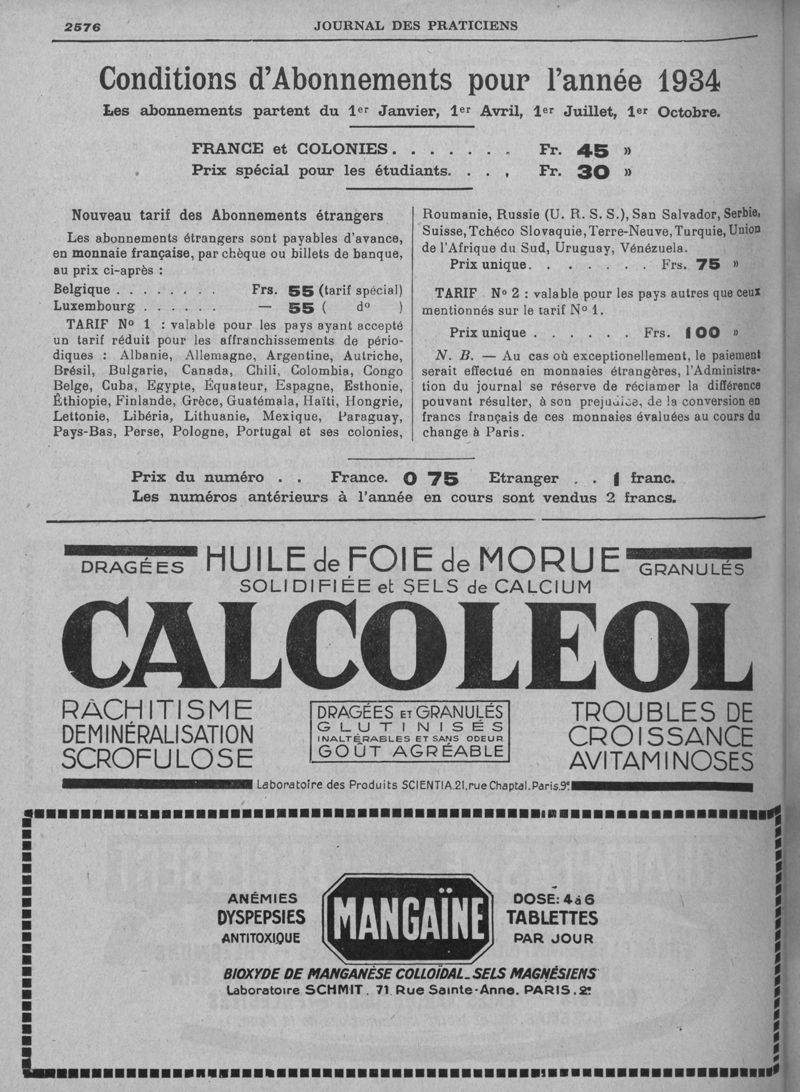 2576
JOURNAL DES PRATICIENS
Conditions d'Abonnements pour l'année 1934
Les abonnements partent du 1er Janvier, 1er Avril, 1er Juillet, 1er Octobre.
FRANCE et COLONIES. . . . . . . . Fr. 45 »
Prix spécial pour les étudiants. . . , Fr. 30 »
Nouveau tarif des Abonnements étrangers
Les abonnements étrangers sont payables d'avance,
en monnaie française, par chèque ou billets de banque,
au prix ci-après :
Belgique . . . . . . . . Frs. 55 (tarif spécial)
Luxembourg . . . . . . — 55 ( do )
TARIF No 1 : valable pour les pays ayant accepté
un tarif réduit pour les affranchissements de pério-
diques : Albanie, Allemagne, Argentine, Autriche,
Brésil, Bulgarie, Canada, Chili, Colombia, Congo
Belge, Cuba, Egypte, Équateur, Espagne, Esthonie,
Éthiopie, Finlande, Grèce, Guatémala, Haïti, Hongrie,
Lettonie, Libéria, Lithuanie, Mexique, Paraguay,
Pays-Bas, Perse, Pologne, Portugal et ses colonies,
Roumanie, Russie (U. R. S. S.), San Salvador, Serbie,
Suisse, Tchéco Slovaquie, Terre-Neuve, Turquie, Union
de l'Afrique du Sud, Uruguay, Vénézuela.
Prix unique. . . . . . . . Frs. 75 »
TARIF No 2 : valable pour les pays autres que ceux
mentionnés sur le tarif No 1.
Prix unique . . . . . . Frs. 100 »
N. B. — Au cas où exceptionellement, le paiement
serait effectué en monnaies étrangères, l'Administra-
tion du journal se réserve de réclamer la différence
pouvant résulter, à son prejudice, de la conversion en
francs français de ces monnaies évaluées au cours du
change à Paris.
Prix du numéro . . France. 0 75 Etranger . . 1 franc.
Les numéros antérieurs à l'année en cours sont vendus 2 francs.
DRAGÉES HUILE de FOIE de MORUE GRANULÉS
SOLIDIFIÉE et SELS de CALCIUM
CALCOLEOL
RACHITISME
DEMINÉRALISATION
SCROFULOSE
DRAGÉES ET GRANULÉS
GLUTINISÉS
INALTÉRABLES ET SANS ODEUR
GOÛT AGRÉABLE
TROUBLES DE
CROISSANCE
AVITAMINOSES
Laboratoire des Produits SCIENTIA. 21, rue Chaptal. Paris. 9e
ANÉMIES
DYSPEPSIES
ANTITOXIQUE
MANGAÏNE
DOSE: 4 à 6
TABLETTES
PAR JOUR
BIOXYDE DE MANGANÈSE COLLOÏDAL_SELS MAGNÉSIENS
Laboratoire SCHMIT. 71 Rue Sainte-Anne. PARIS. 2e